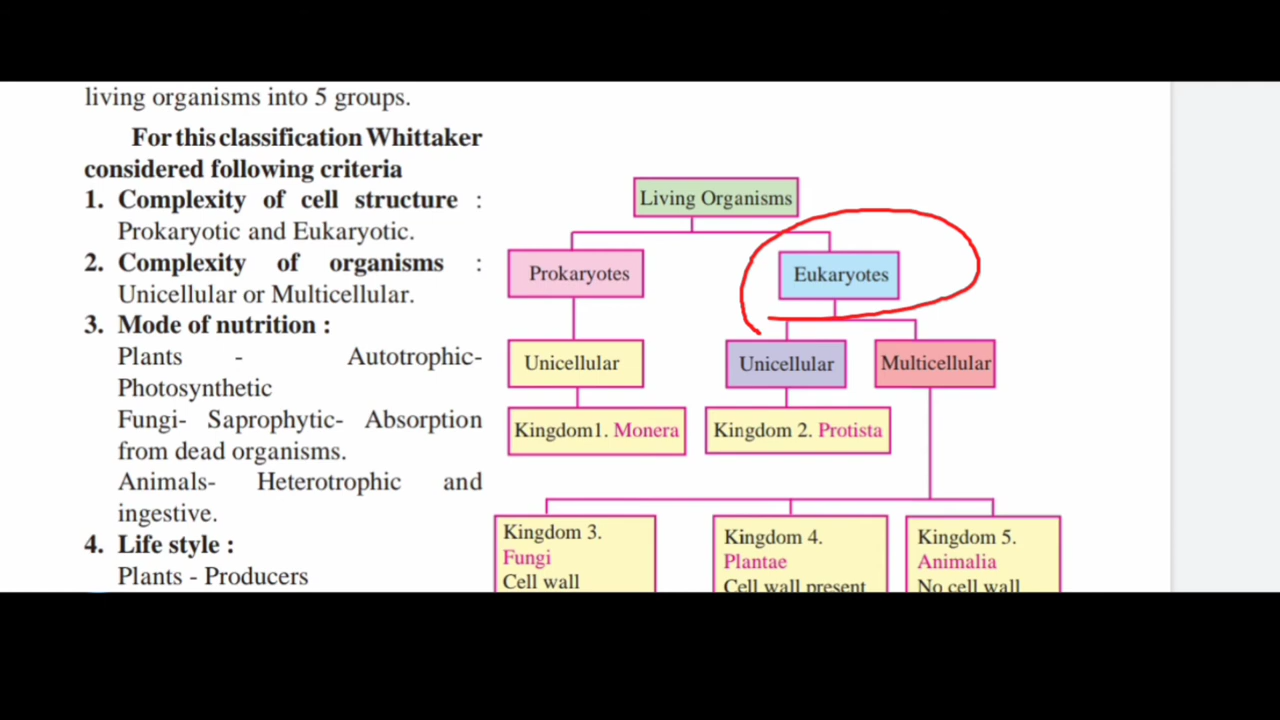 living organisms into 5 groups.
For this classification Whittaker
considered following criteria
1. Complexity of cell structure :
Prokaryotic and Eukaryotic.
2. Complexity of organisms :
Unicellular or Multicellular.
3. Mode of nutrition :
Plants - Autotrophic-
Photosynthetic
Fungi- Saprophytic- Absorption
from dead organisms.
Animals- Heterotrophic and
ingestive.
4. Life style :
Plants - Producers
Living Organisms
Prokaryotes
Eukaryotes
Unicellular
Unicellular
Multicellular
Kingdom1. Monera
Kingdom 2. Protista
Kingdom 3.
Fungi
Cell wall
Kingdom 4.
Plantae
Cell wall present
Kingdom 5.
Animalia
No cell wall